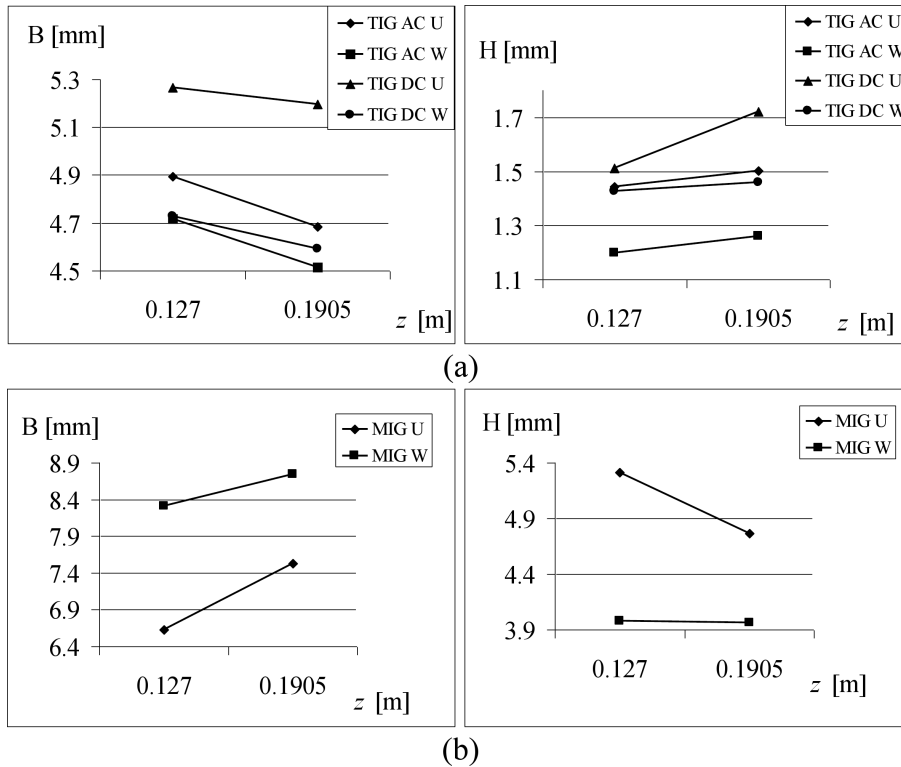 B [mm]
TIG AC U
TIG AC W
TIG DC U
TIG DC W
5.3
5.1
4.9
4.7
4.5
0.127
0.1905
z [m]
H [mm]
TIG AC U
TIG AC W
TIG DC U
TIG DC W
1.7
1.5
1.3
1.1
0.127
0.1905
z [m]
(a)
B [mm]
MIG U
MIG W
8.9
8.4
7.9
7.4
6.9
6.4
0.127
0.1905
z [m]
H [mm]
MIG U
MIG W
5.4
4.9
4.4
3.9
0.127
0.1905
z [m]
(b)